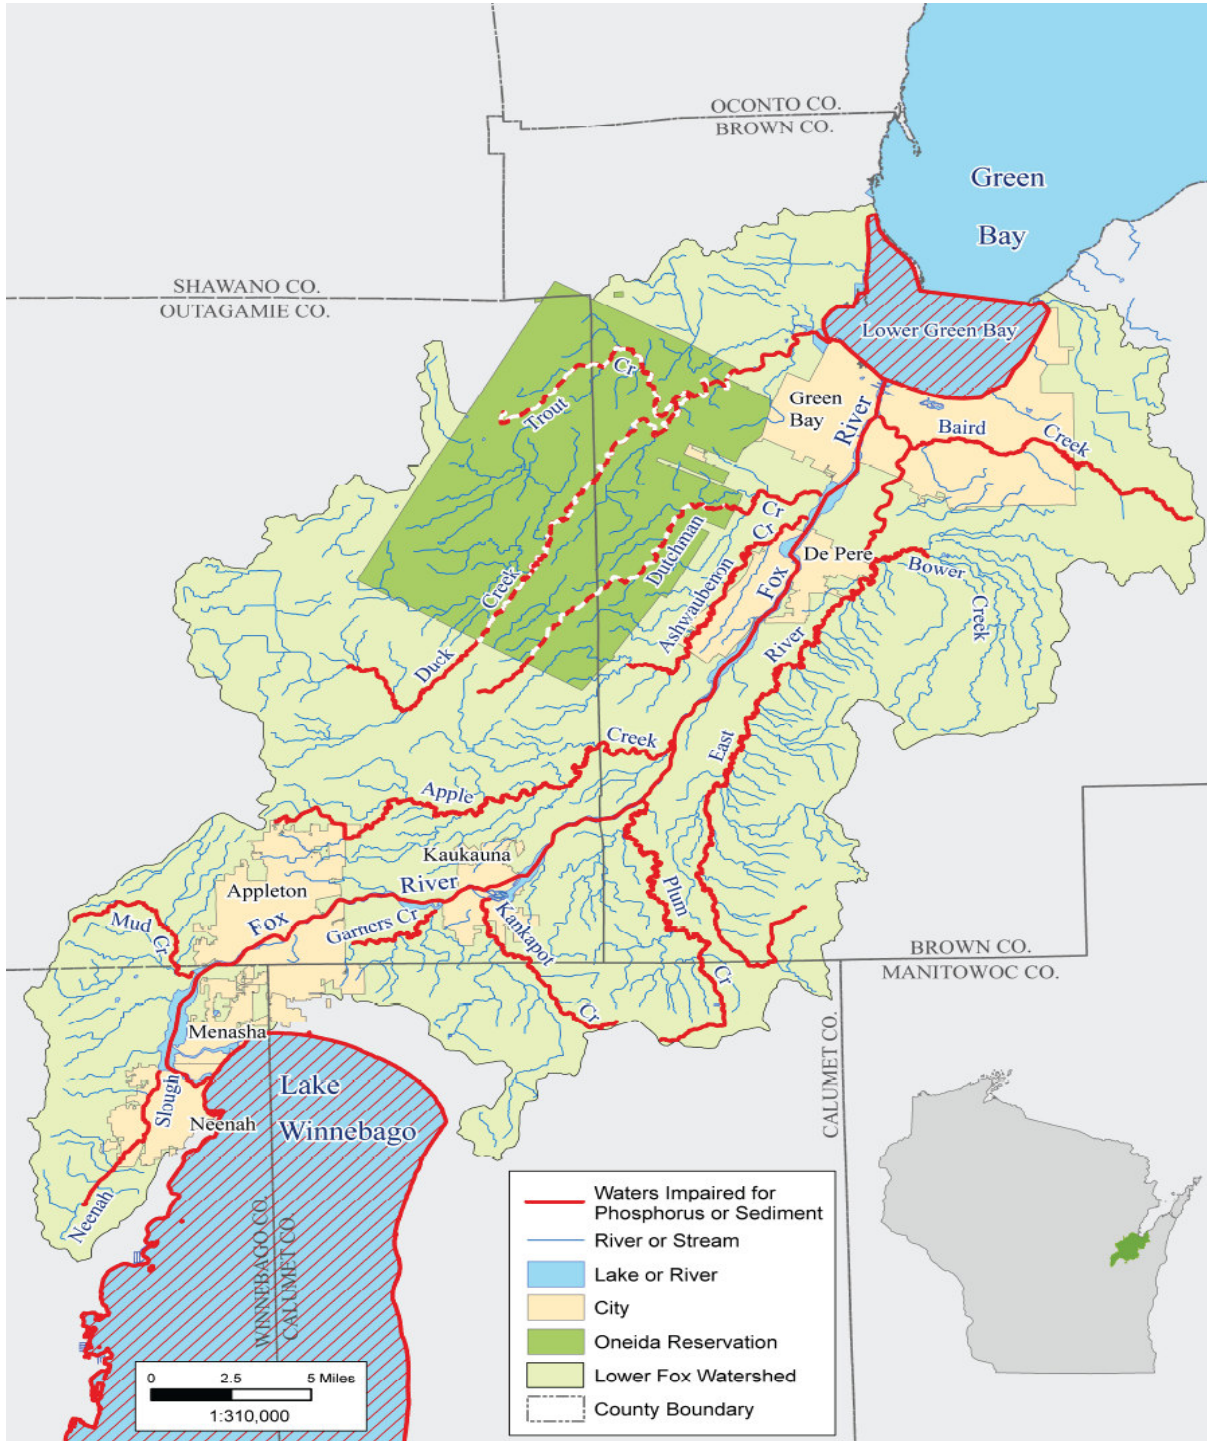 OCONTO CO.
BROWN CO.
Green
Bay
SHAWANO CO.
OUTAGAMIE CO.
Lower Green Bay
Cr
Trout
Green
Bay
River
Baird
Creek
Cr
Cr
Dutchman
De Pere
Bower
Creek
Creek
Ashwaubenon
Fox
Duck
River
Creek
East
Apple
Kaukauna
River
Appleton
Plum
Fox
Garners Cr
Kankapot
Mud
Cr
BROWN CO.
MANITOWOC CO.
Cr
Cr
Menasha
CALUMET CO.
Slough
Lake
Winnebago
Neenah
Neenah
WINNEBAGO CO.
CALUMET CO.
Waters Impaired for
Phosphorus or Sediment
River or Stream
Lake or River
City
Oneida Reservation
Lower Fox Watershed
County Boundary
0 2.5 5 Miles
1:310,000